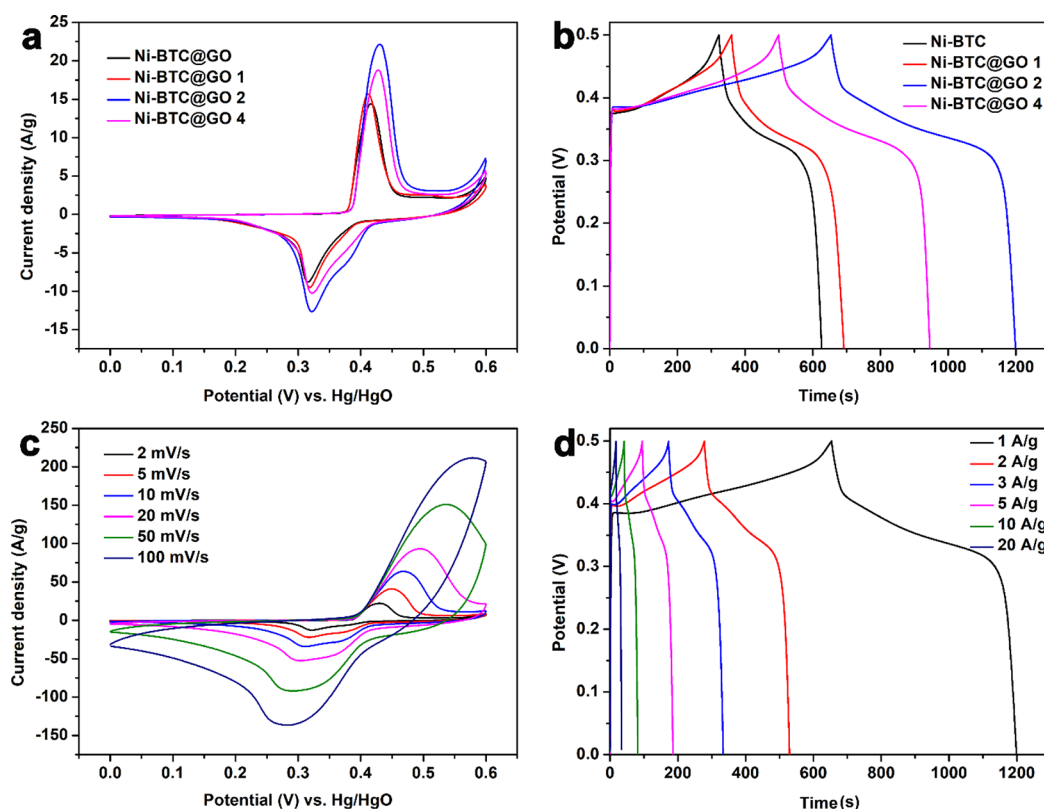 a
Ni-BTC@GO
Ni-BTC@GO 1
Ni-BTC@GO 2
Ni-BTC@GO 4
25
20
15
10
5
0
-5
-10
-15
Current density (A/g)
0.0 0.1 0.2 0.3 0.4 0.5 0.6
Potential (V) vs. Hg/HgO
b
Ni-BTC
Ni-BTC@GO 1
Ni-BTC@GO 2
Ni-BTC@GO 4
0.5
0.4
0.3
0.2
0.1
0.0
Potential (V)
0 200 400 600 800 1000 1200
Time (s)
c
2 mV/s
5 mV/s
10 mV/s
20 mV/s
50 mV/s
100 mV/s
250
200
150
100
50
0
-50
-100
-150
Current density (A/g)
0.0 0.1 0.2 0.3 0.4 0.5 0.6
Potential (V) vs. Hg/HgO
d
1 A/g
2 A/g
3 A/g
5 A/g
10 A/g
20 A/g
0.5
0.4
0.3
0.2
0.1
0.0
Potential (V)
0 200 400 600 800 1000 1200
Time (s)